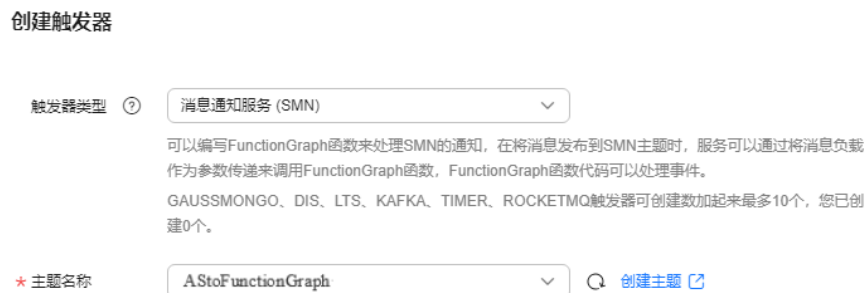 创建触发器
触发器类型 ? 消息通知服务 (SMN)
可以编写FunctionGraph函数来处理SMN的通知，在将消息发布到SMN主题时，服务可以通过将消息负载
作为参数传递来调用FunctionGraph函数，FunctionGraph函数代码可以处理事件。
GAUSSMONGO、DIS、LTS、KAFKA、TIMER、ROCKETMQ触发器可创建数加起来最多10个，您已创
建0个。
* 主题名称 AStoFunctionGraph 创建主题